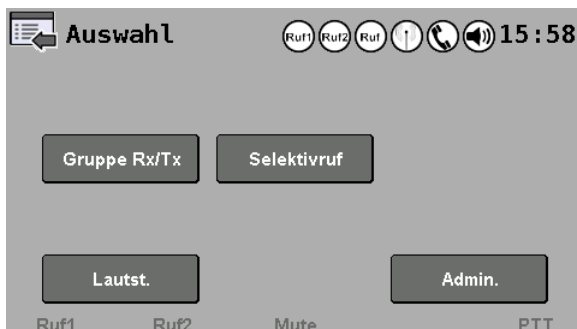 Auswahl Ruf1 Ruf2 Ruf 15:58
Gruppe Rx/Tx Selektivruf
Lautst. Admin.
Ruf1 Ruf2 Mute PTT